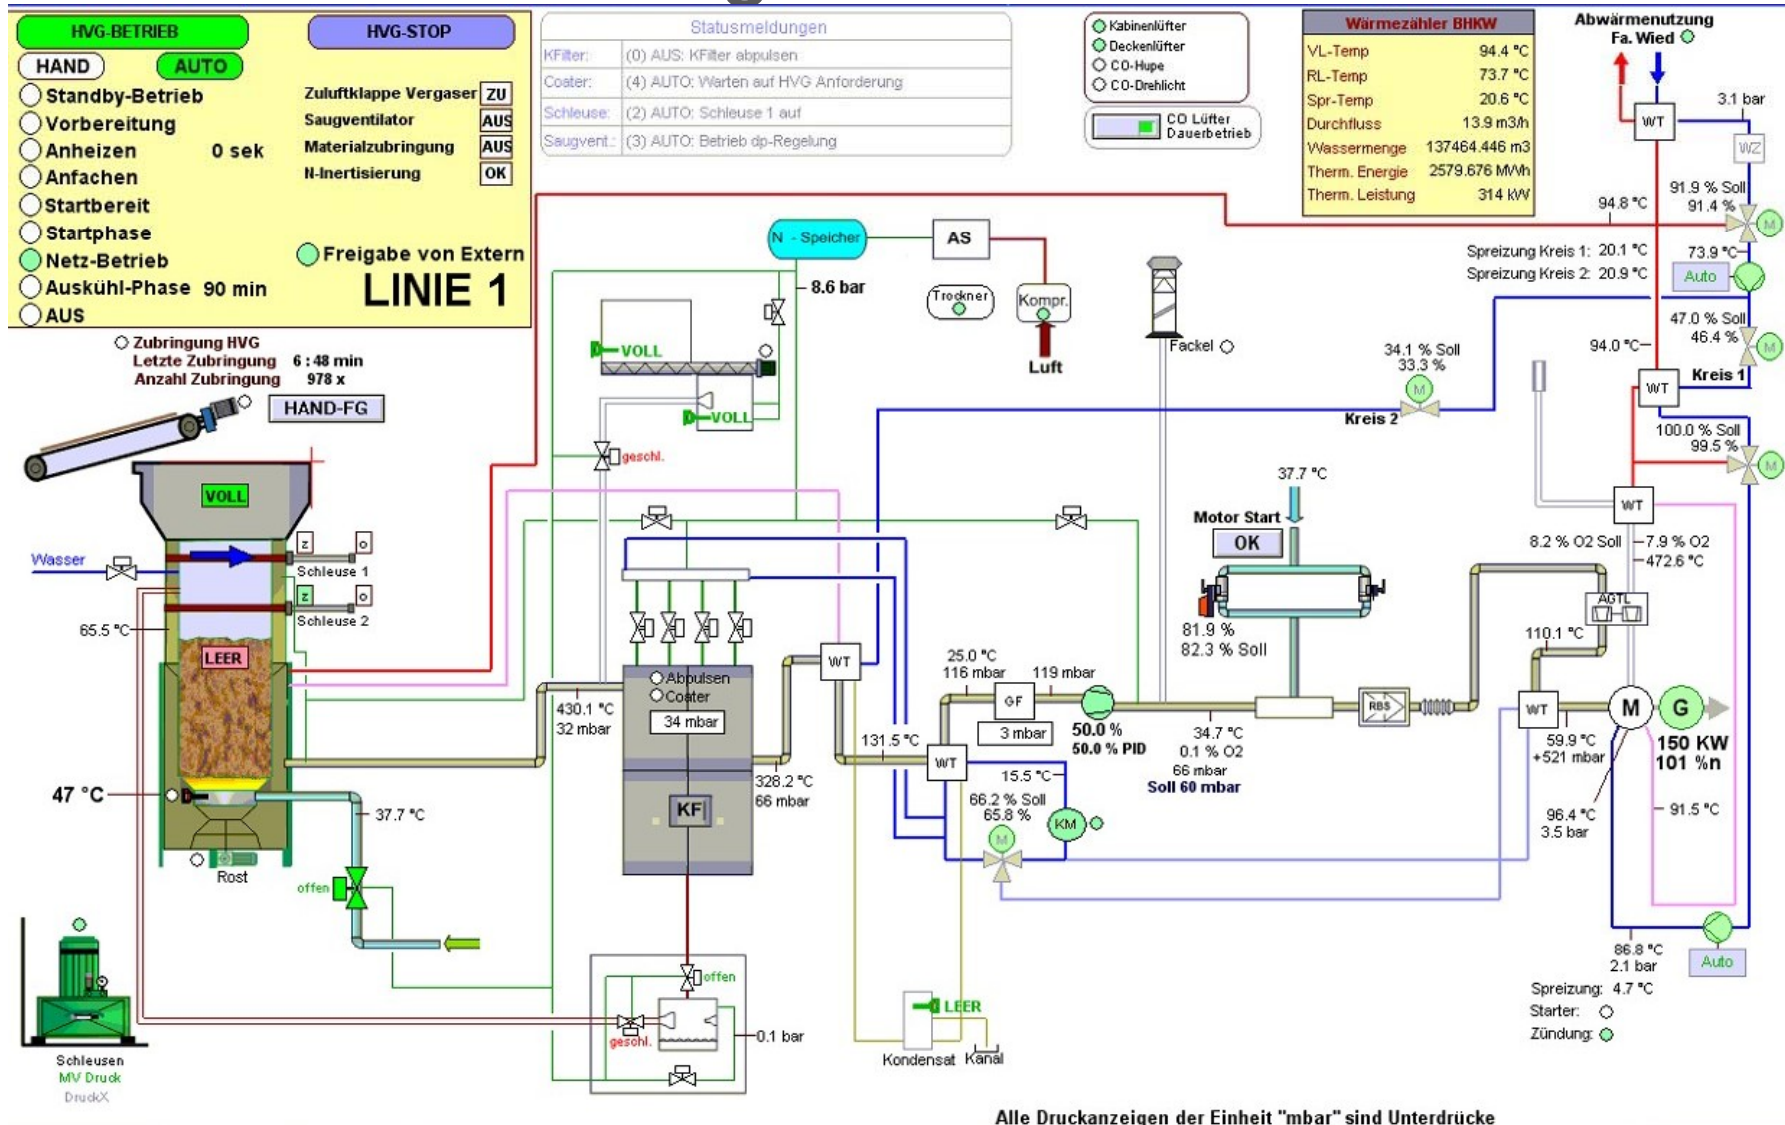 HVG-BETRIEB
HVG-STOP
HAND
AUTO
Standby-Betrieb
Vorbereitung
Anheizen 0 sek
Anfachen
Startbereit
Startphase
Netz-Betrieb
Auskühl-Phase 90 min
AUS
Zuluftklappe Vergaser ZU
Saugventilator AUS
Materialzubringung AUS
N-Inertisierung OK
Freigabe von Extern
LINIE 1
Statusmeldungen
KFilter: (0) AUS: KFilter abpulsen
Coater: (4) AUTO: Warten auf HVG Anforderung
Schleuse: (2) AUTO: Schleuse 1 auf
Saugvent.: (3) AUTO: Betrieb dp-Regelung
Kabinenlüfter
Deckenlüfter
CO-Hupe
CO-Drehlicht
CO Lüfter
Dauerbetrieb
Wärmezähler BHKW
VL-Temp 94.4 °C
RL-Temp 73.7 °C
Spr-Temp 20.6 °C
Durchfluss 13.9 m3/h
Wassermenge 137464.446 m3
Therm. Energie 2579.676 MWh
Therm. Leistung 314 kW
Abwärmenutzung
Fa. Wied
3.1 bar
WT
WZ
91.9 % Soll
91.4 %
M
94.8 °C
Spreizung Kreis 1: 20.1 °C
Spreizung Kreis 2: 20.9 °C
73.9 °C
Auto
47.0 % Soll
46.4 %
M
94.0 °C
Kreis 1
WT
34.1 % Soll
33.3 %
M
Kreis 2
100.0 % Soll
99.5 %
M
WT
N - Speicher
AS
8.6 bar
Trockner
Kompr.
Luft
Fackel
VOLL
VOLL
geschl.
Zubringung HVG
Letzte Zubringung 6 : 48 min
Anzahl Zubringung 978 x
HAND-FG
VOLL
Wasser
z o
Schleuse 1
z o
Schleuse 2
65.5 °C
LEER
47 °C
37.7 °C
Rost
offen
Schleusen
MV Druck
DruckX
430.1 °C
32 mbar
Abpulsen
Coater
34 mbar
KF
328.2 °C
66 mbar
WT
131.5 °C
WT
25.0 °C
116 mbar
GF
3 mbar
119 mbar
50.0 %
50.0 % PID
15.5 °C
66.2 % Soll
65.8 %
M
KM
37.7 °C
Motor Start
OK
81.9 %
82.3 % Soll
34.7 °C
0.1 % O2
66 mbar
Soll 60 mbar
RBS
8.2 % O2 Soll
7.9 % O2
472.6 °C
AGTL
110.1 °C
WT
M
G
59.9 °C
+521 mbar
150 KW
101 %n
96.4 °C
3.5 bar
91.5 °C
86.8 °C
2.1 bar
Auto
Spreizung: 4.7 °C
Starter:
Zündung:
offen
geschl.
0.1 bar
LEER
Kondensat
Kanal
Alle Druckanzeigen der Einheit "mbar" sind Unterdrücke